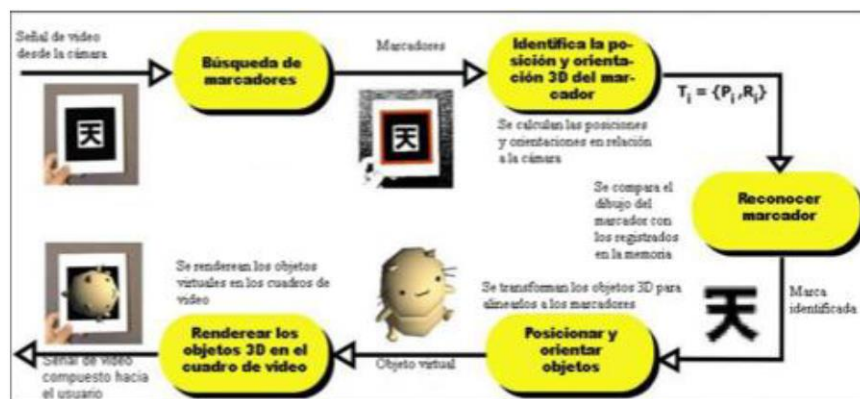 Señal de video
desde la cámara
Búsqueda de
marcadores
Marcadores
Identifica la po-
sición y orienta-
ción 3D del mar-
cador
Se calculan las posiciones
y orientaciones en relación
a la cámara
T i = {P i ,R i }
天
天
Se compara el
dibujo del
marcador con
los registrados
en la memoria
Reconocer
marcador
Marca
identificada
天
Se transforman los objetos 3D para
alinearlos a los marcadores
Posicionar y
orientar
objetos
Objeto virtual
Se renderean los objetos
virtuales en los cuadros de
video
Renderear los
objetos 3D en el
cuadro de video
Señal de video
compuesto hacia
el usuario